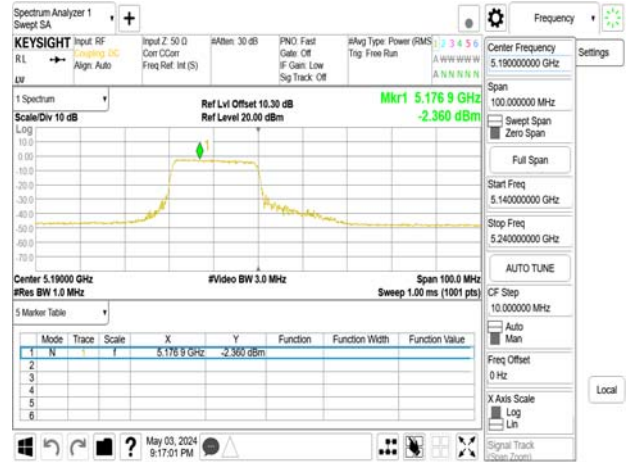 Spectrum Analyzer 1
Swept SA
KEYSIGHT
RL
Input: RF
Coupling: DC
Align: Auto
Input Z: 50 Ω
Corr CCorr
Freq Ref: Int (S)
#Atten: 30 dB
PNO: Fast
Gate: Off
IF Gain: Low
Sig Track: Off
#Avg Type: Power (RMS
Trig: Free Run
1 2 3 4 5 6
A W W W W W
A N N N N N
1 Spectrum
Scale/Div 10 dB
Ref Lvl Offset 10.30 dB
Ref Level 20.00 dBm
Mkr1 5.176 9 GHz
-2.360 dBm
Log
10.0
0.00
-10.0
-20.0
-30.0
-40.0
-50.0
-60.0
-70.0
1
Center 5.19000 GHz
#Res BW 1.0 MHz
#Video BW 3.0 MHz
Span 100.0 MHz
Sweep 1.00 ms (1001 pts)
5 Marker Table
Mode Trace Scale X Y Function Function Width Function Value
1 N 1 f 5.176 9 GHz -2.360 dBm
2
3
4
5
6
May 03, 2024
9:17:01 PM
Frequency
Settings
Center Frequency
5.190000000 GHz
Span
100.000000 MHz
Swept Span
Zero Span
Full Span
Start Freq
5.140000000 GHz
Stop Freq
5.240000000 GHz
AUTO TUNE
CF Step
10.000000 MHz
Auto
Man
Freq Offset
0 Hz
X Axis Scale
Log
Lin
Signal Track
(Span Zoom)
Local